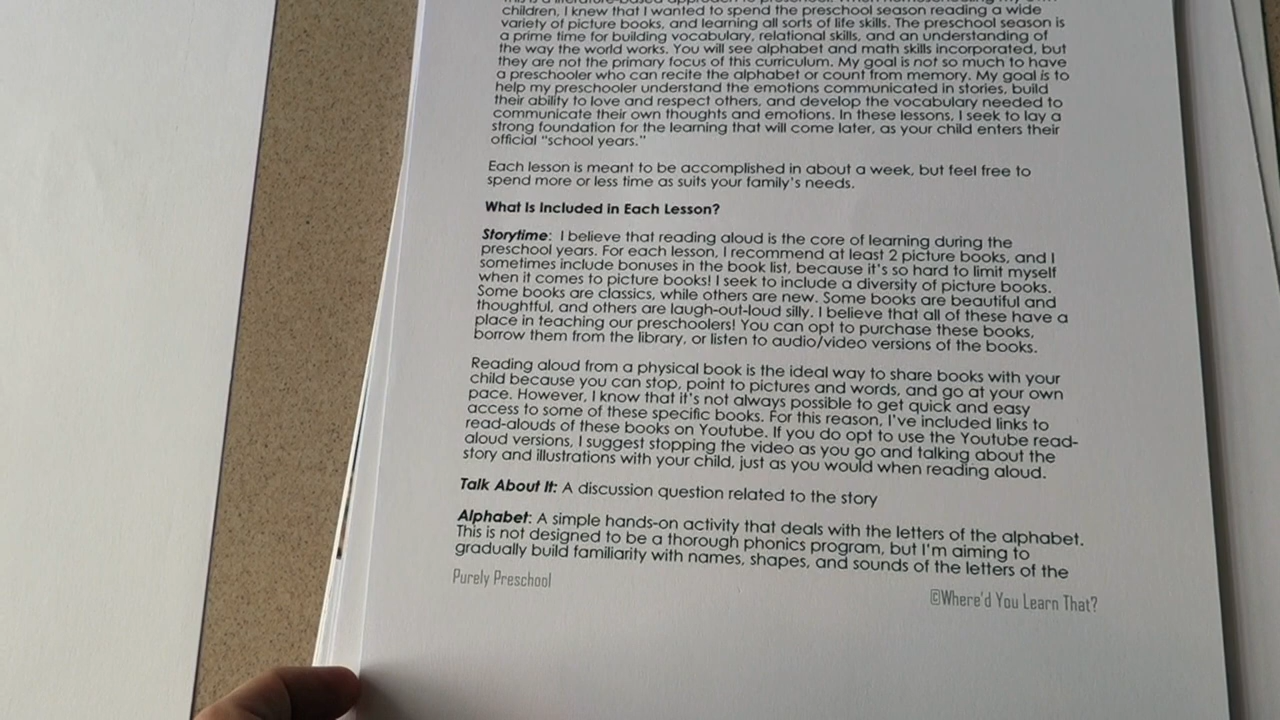 children, I knew that I wanted to spend the preschool season reading a wide
variety of picture books, and learning all sorts of life skills. The preschool season is
a prime time for building vocabulary, relational skills, and an understanding of
the way the world works. You will see alphabet and math skills incorporated, but
they are not the primary focus of this curriculum. My goal is not so much to have
a preschooler who can recite the alphabet or count from memory. My goal is to
help my preschooler understand the emotions communicated in stories, build
their ability to love and respect others, and develop the vocabulary needed to
communicate their own thoughts and emotions. In these lessons, I seek to lay a
strong foundation for the learning that will come later, as your child enters their
official "school years."
Each lesson is meant to be accomplished in about a week, but feel free to
spend more or less time as suits your family's needs.
What Is Included in Each Lesson?
Storytime: I believe that reading aloud is the core of learning during the
preschool years. For each lesson, I recommend at least 2 picture books, and I
sometimes include bonuses in the book list, because it's so hard to limit myself
when it comes to picture books! I seek to include a diversity of picture books.
Some books are classics, while others are new. Some books are beautiful and
thoughtful, and others are laugh-out-loud silly. I believe that all of these have a
place in teaching our preschoolers! You can opt to purchase these books,
borrow them from the library, or listen to audio/video versions of the books.
Reading aloud from a physical book is the ideal way to share books with your
child because you can stop, point to pictures and words, and go at your own
pace. However, I know that it's not always possible to get quick and easy
access to some of these specific books. For this reason, I've included links to
read-alouds of these books on Youtube. If you do opt to use the Youtube read-
aloud versions, I suggest stopping the video as you go and talking about the
story and illustrations with your child, just as you would when reading aloud.
Talk About It: A discussion question related to the story
Alphabet: A simple hands-on activity that deals with the letters of the alphabet.
This is not designed to be a thorough phonics program, but I'm aiming to
gradually build familiarity with names, shapes, and sounds of the letters of the
Purely Preschool
©Where'd You Learn That?